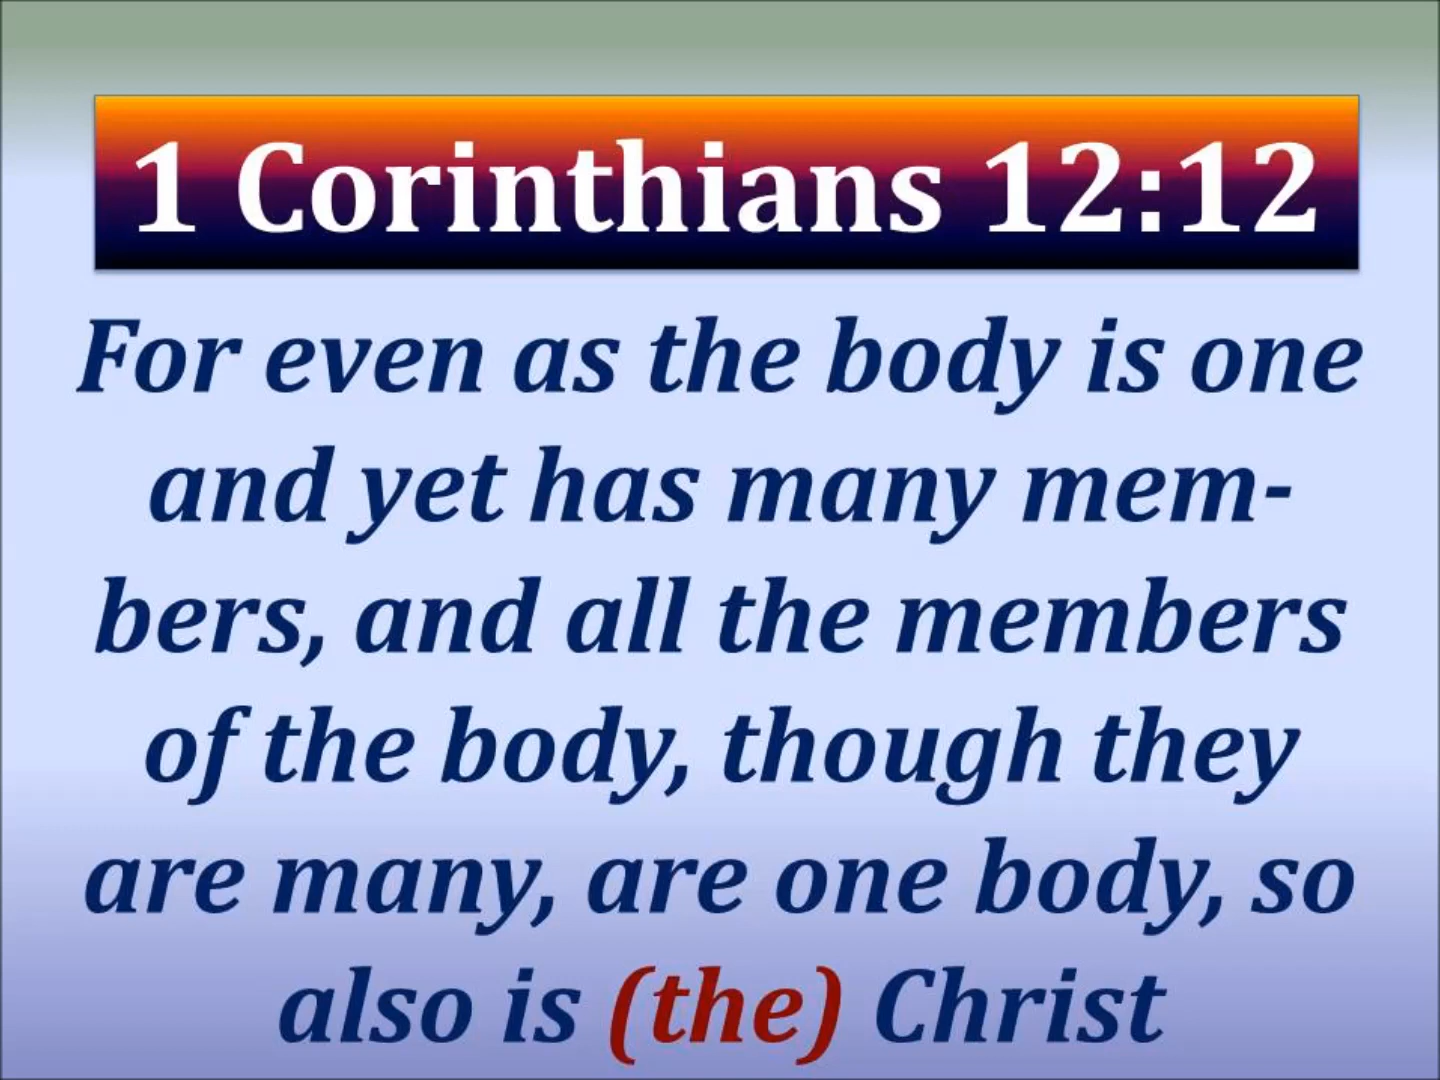 1 Corinthians 12:12
For even as the body is one
and yet has many mem-
bers, and all the members
of the body, though they
are many, are one body, so
also is (the) Christ